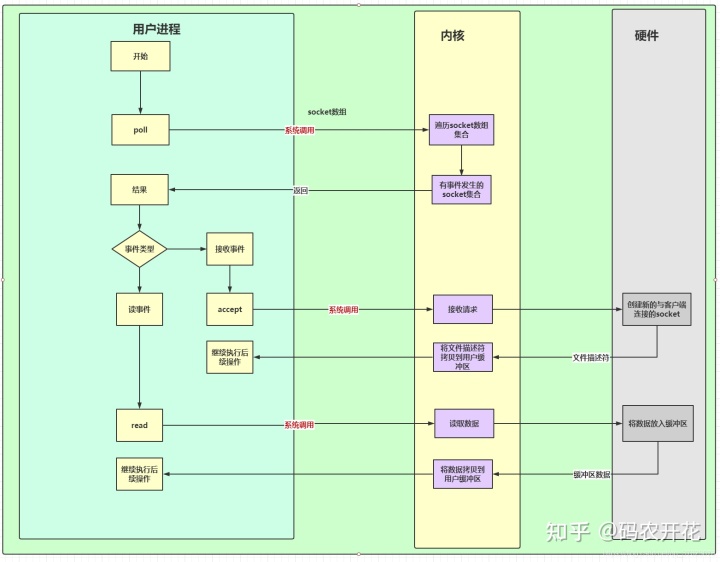 用户进程
内核
硬件
开始
socket数组
poll
系统调用
遍历socket数组
集合
结果
返回
有事件发生的
socket集合
事件类型
接收事件
读事件
accept
系统调用
接收请求
创建新的与客户端
连接的socket
继续执行后
续操作
将文件描述符
拷贝到用户缓
冲区
文件描述符
read
系统调用
读取数据
将数据放入缓冲区
继续执行后
续操作
将数据拷贝到
用户缓冲区
缓冲区数据
知乎 @码农开花